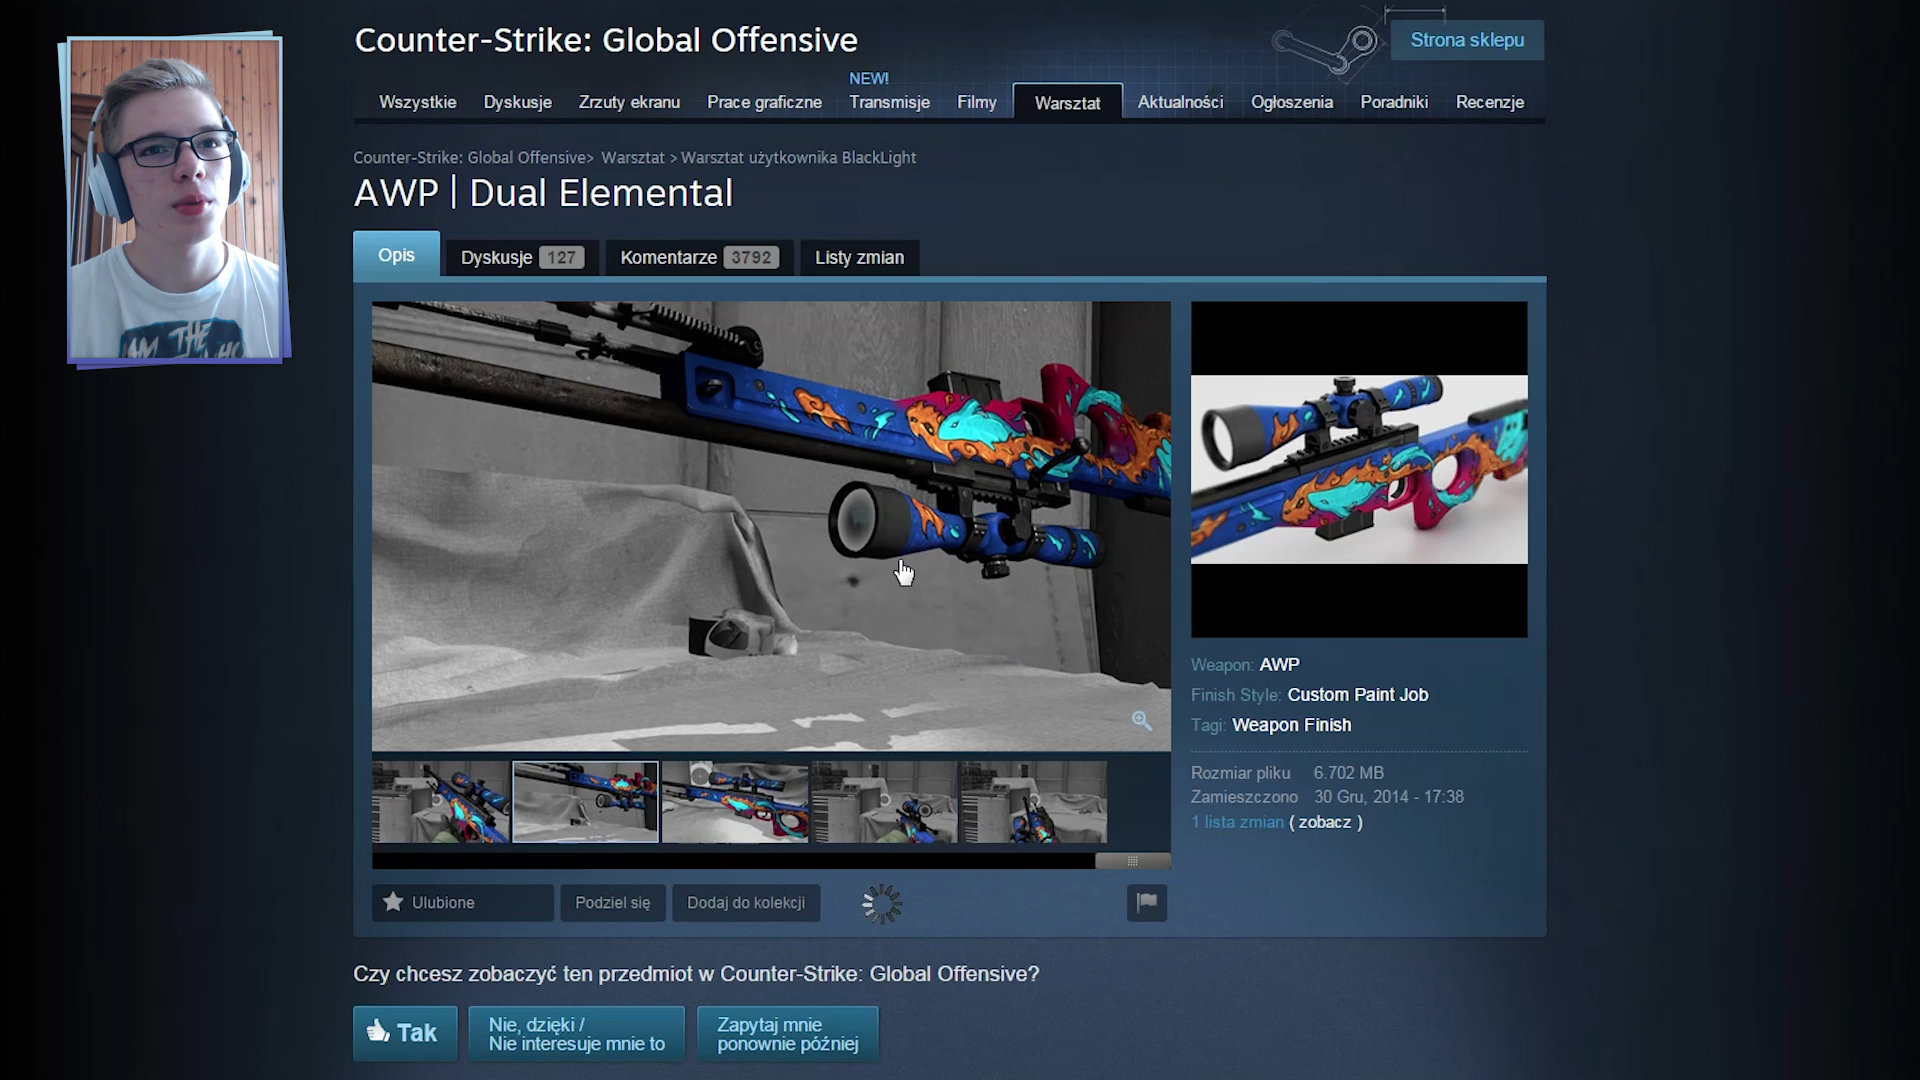 Counter-Strike: Global Offensive
Strona sklepu
NEW!
Wszystkie Dyskusje Zrzuty ekranu Prace graficzne Transmisje Filmy Warsztat Aktualności Ogłoszenia Poradniki Recenzje
Counter-Strike: Global Offensive> Warsztat > Warsztat użytkownika BlackLight
AWP | Dual Elemental
Opis Dyskusje 127 Komentarze 3792 Listy zmian
THE
Weapon: AWP
Finish Style: Custom Paint Job
Tagi: Weapon Finish
Rozmiar pliku 6.702 MB
Zamieszczono 30 Gru, 2014 - 17:38
1 lista zmian ( zobacz )
Ulubione Podziel się Dodaj do kolekcji
Czy chcesz zobaczyć ten przedmiot w Counter-Strike: Global Offensive?
Tak
Nie, dzięki /
Nie interesuje mnie to
Zapytaj mnie
ponownie później